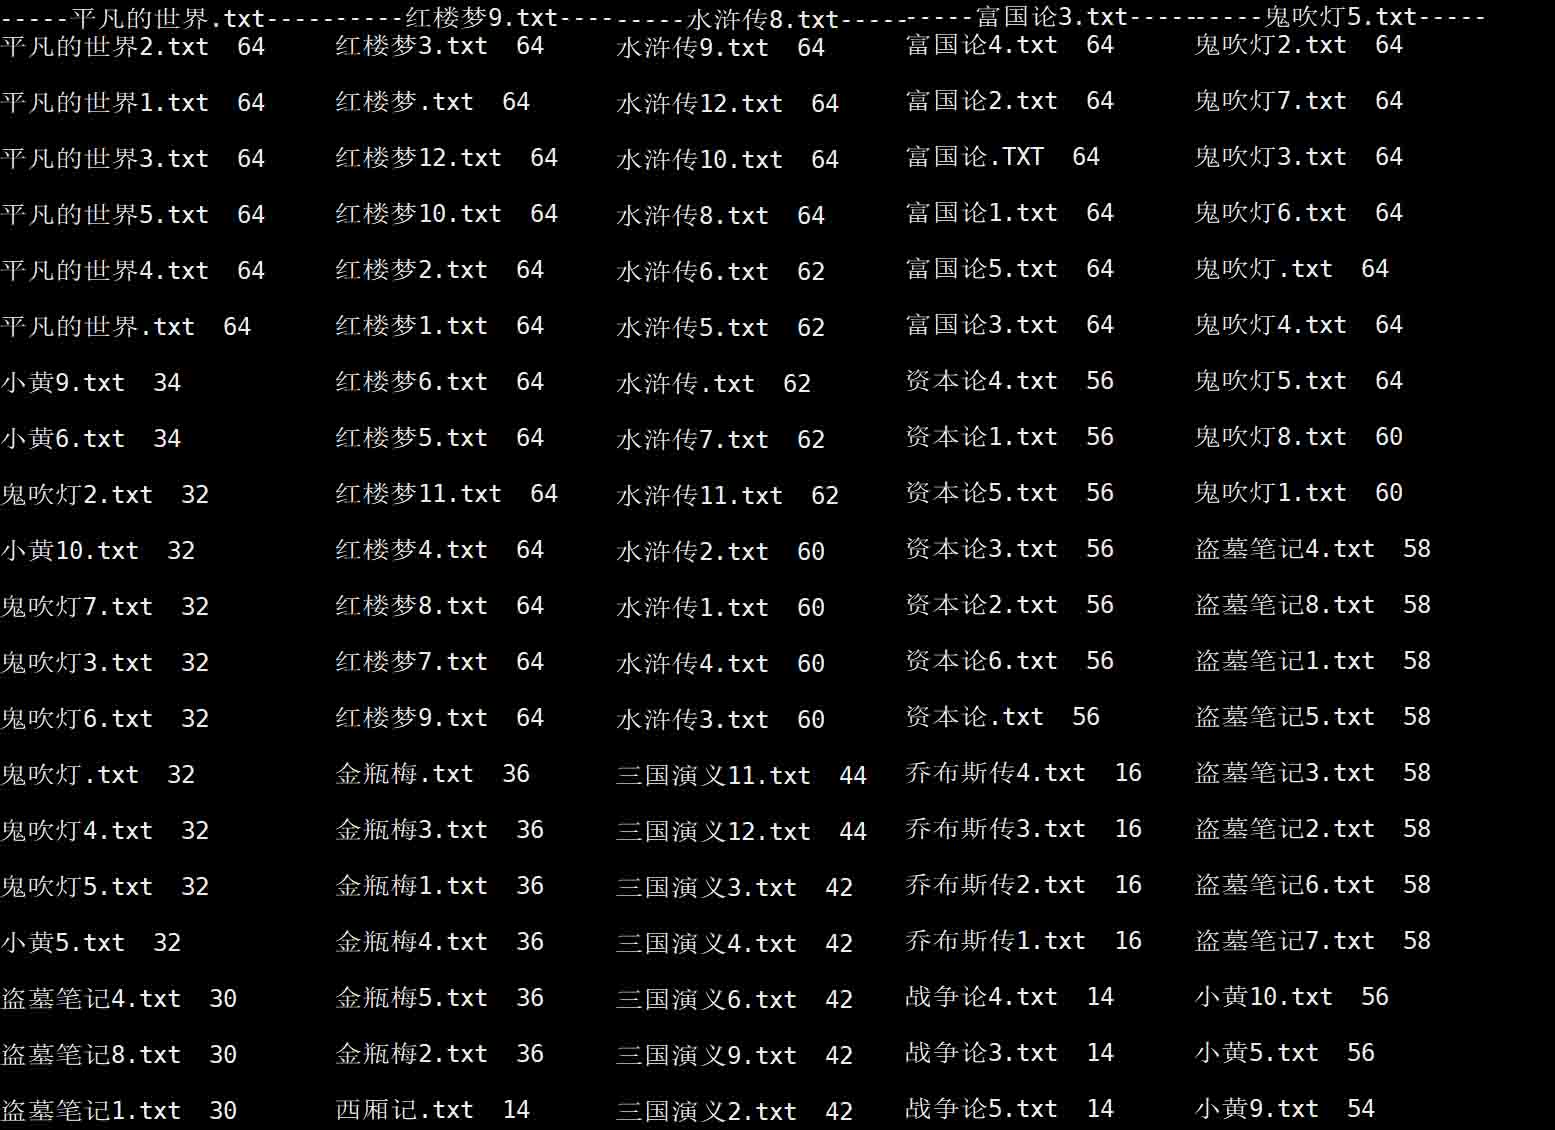 -----平凡的世界.txt----------红楼梦9.txt---------水浒传8.txt----------富国论3.txt----------鬼吹灯5.txt-----
平凡的世界2.txt 64 红楼梦3.txt 64 水浒传9.txt 64 富国论4.txt 64 鬼吹灯2.txt 64
平凡的世界1.txt 64 红楼梦.txt 64 水浒传12.txt 64 富国论2.txt 64 鬼吹灯7.txt 64
平凡的世界3.txt 64 红楼梦12.txt 64 水浒传10.txt 64 富国论.TXT 64 鬼吹灯3.txt 64
平凡的世界5.txt 64 红楼梦10.txt 64 水浒传8.txt 64 富国论1.txt 64 鬼吹灯6.txt 64
平凡的世界4.txt 64 红楼梦2.txt 64 水浒传6.txt 62 富国论5.txt 64 鬼吹灯.txt 64
平凡的世界.txt 64 红楼梦1.txt 64 水浒传5.txt 62 富国论3.txt 64 鬼吹灯4.txt 64
小黄9.txt 34 红楼梦6.txt 64 水浒传.txt 62 资本论4.txt 56 鬼吹灯5.txt 64
小黄6.txt 34 红楼梦5.txt 64 水浒传7.txt 62 资本论1.txt 56 鬼吹灯8.txt 60
鬼吹灯2.txt 32 红楼梦11.txt 64 水浒传11.txt 62 资本论5.txt 56 鬼吹灯1.txt 60
小黄10.txt 32 红楼梦4.txt 64 水浒传2.txt 60 资本论3.txt 56 盗墓笔记4.txt 58
鬼吹灯7.txt 32 红楼梦8.txt 64 水浒传1.txt 60 资本论2.txt 56 盗墓笔记8.txt 58
鬼吹灯3.txt 32 红楼梦7.txt 64 水浒传4.txt 60 资本论6.txt 56 盗墓笔记1.txt 58
鬼吹灯6.txt 32 红楼梦9.txt 64 水浒传3.txt 60 资本论.txt 56 盗墓笔记5.txt 58
鬼吹灯.txt 32 金瓶梅.txt 36 三国演义11.txt 44 乔布斯传4.txt 16 盗墓笔记3.txt 58
鬼吹灯4.txt 32 金瓶梅3.txt 36 三国演义12.txt 44 乔布斯传3.txt 16 盗墓笔记2.txt 58
鬼吹灯5.txt 32 金瓶梅1.txt 36 三国演义3.txt 42 乔布斯传2.txt 16 盗墓笔记6.txt 58
小黄5.txt 32 金瓶梅4.txt 36 三国演义4.txt 42 乔布斯传1.txt 16 盗墓笔记7.txt 58
盗墓笔记4.txt 30 金瓶梅5.txt 36 三国演义6.txt 42 战争论4.txt 14 小黄10.txt 56
盗墓笔记8.txt 30 金瓶梅2.txt 36 三国演义9.txt 42 战争论3.txt 14 小黄5.txt 56
盗墓笔记1.txt 30 西厢记.txt 14 三国演义2.txt 42 战争论5.txt 14 小黄9.txt 54